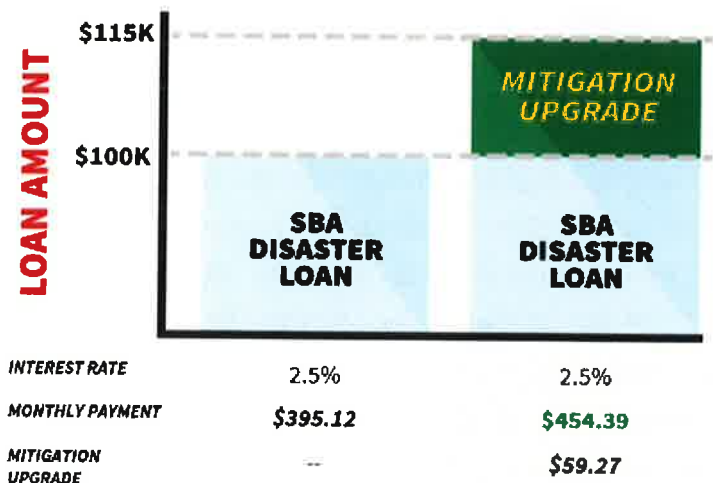 $115K
MITIGATION
UPGRADE
$100K
LOAN AMOUNT
SBA
DISASTER
LOAN
SBA
DISASTER
LOAN
INTEREST RATE 2.5% 2.5%
MONTHLY PAYMENT $395.12 $454.39
MITIGATION
UPGRADE -- $59.27